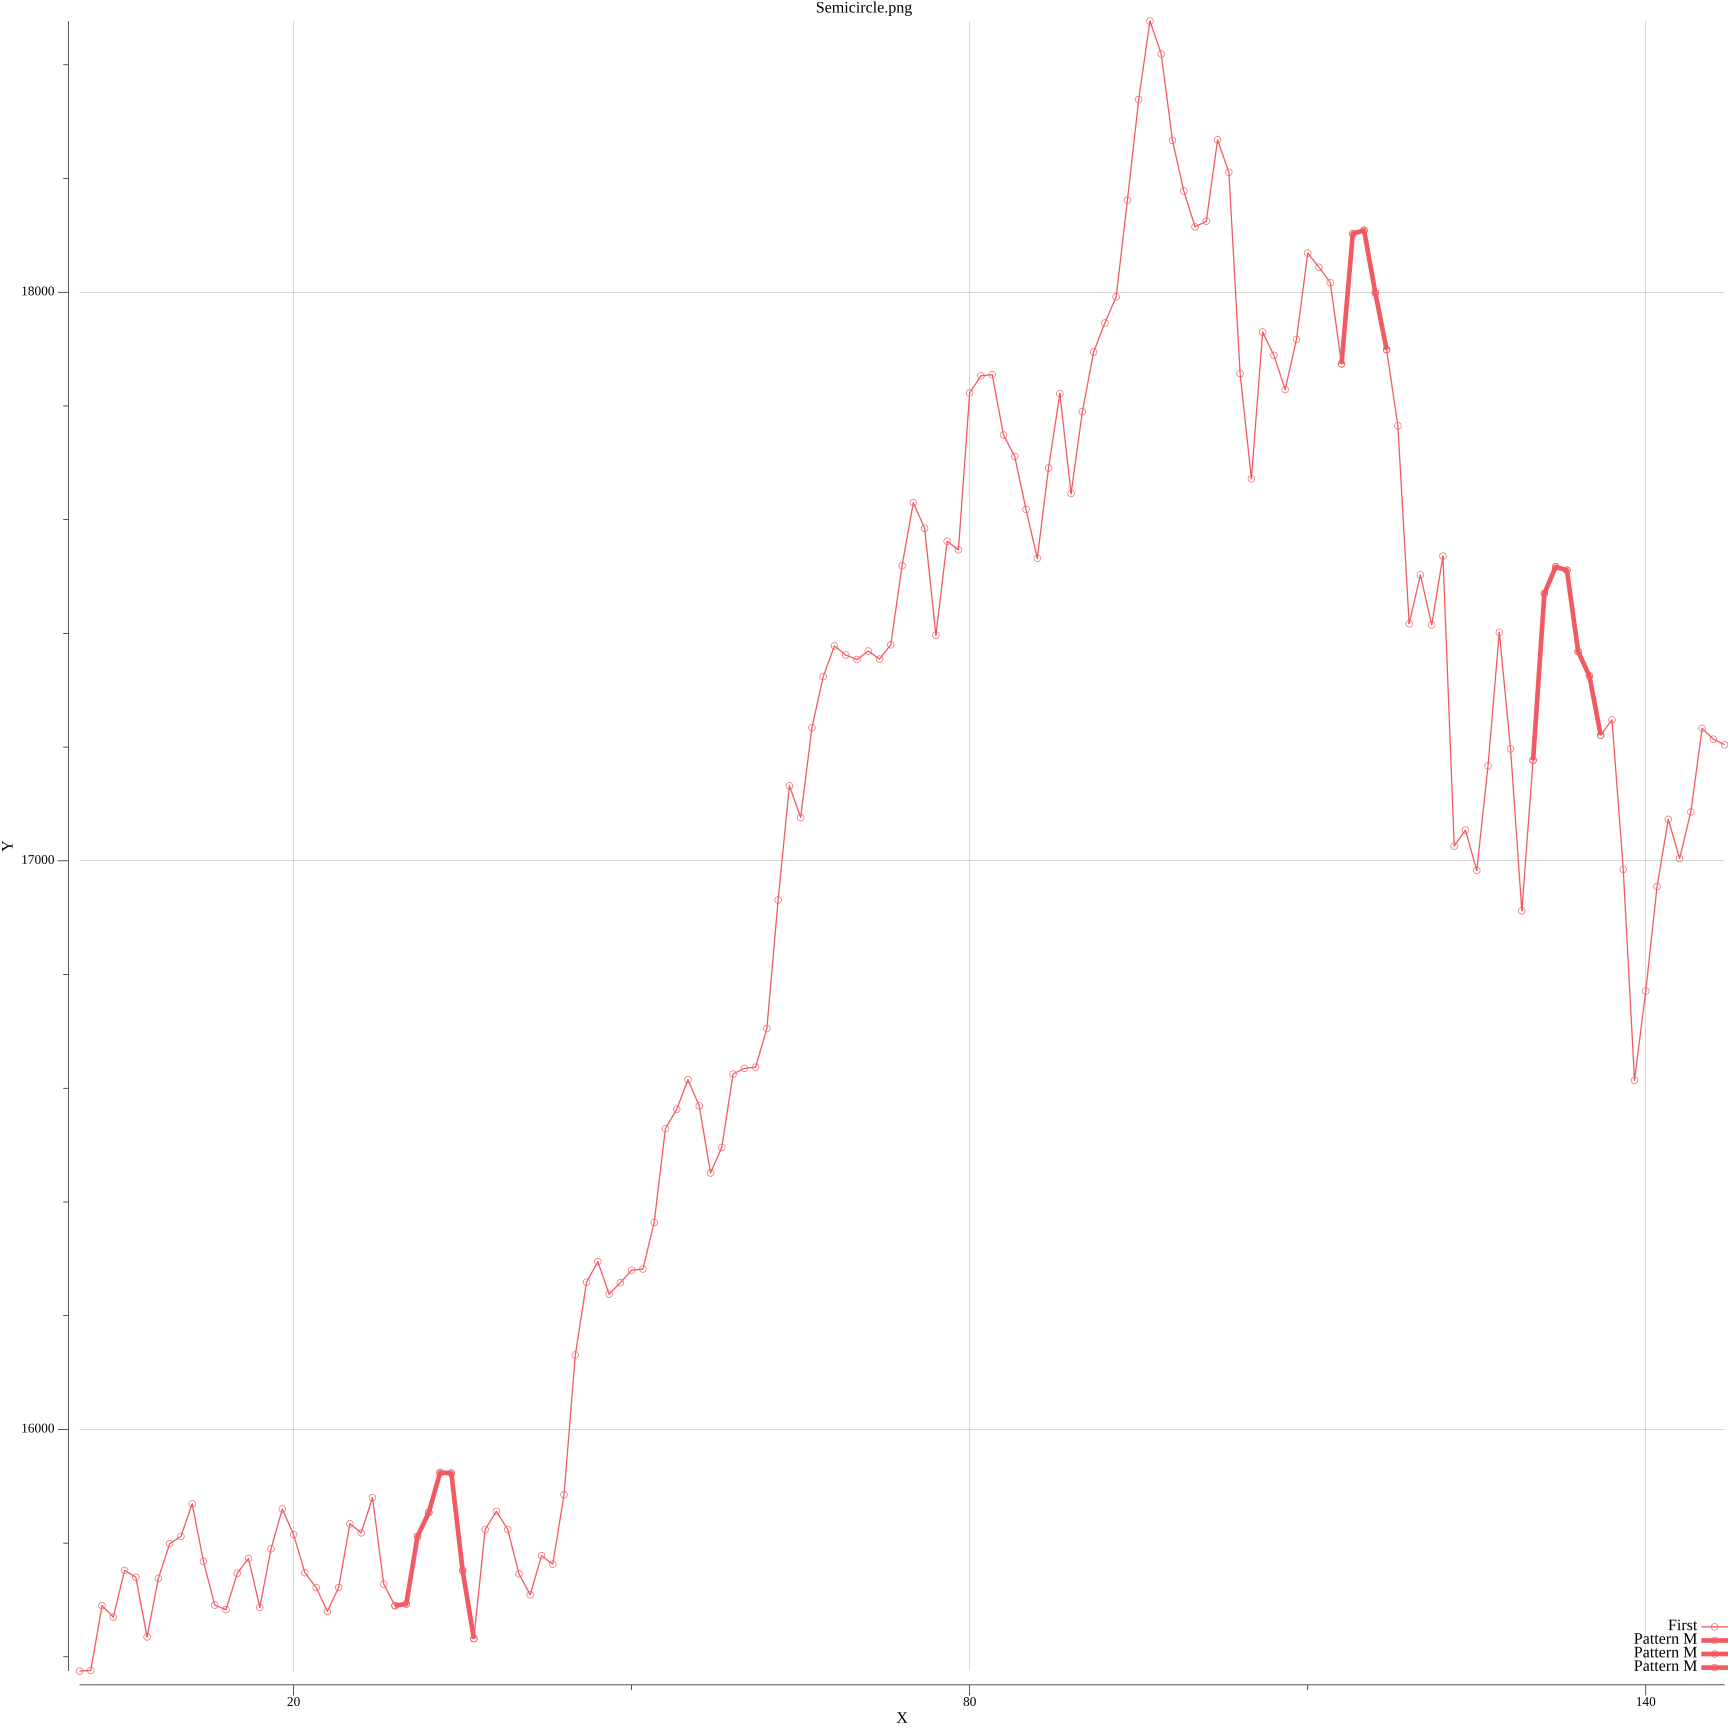 Semicircle.png
18000
17000
16000
Y
First
Pattern M
Pattern M
Pattern M
20
80
140
X